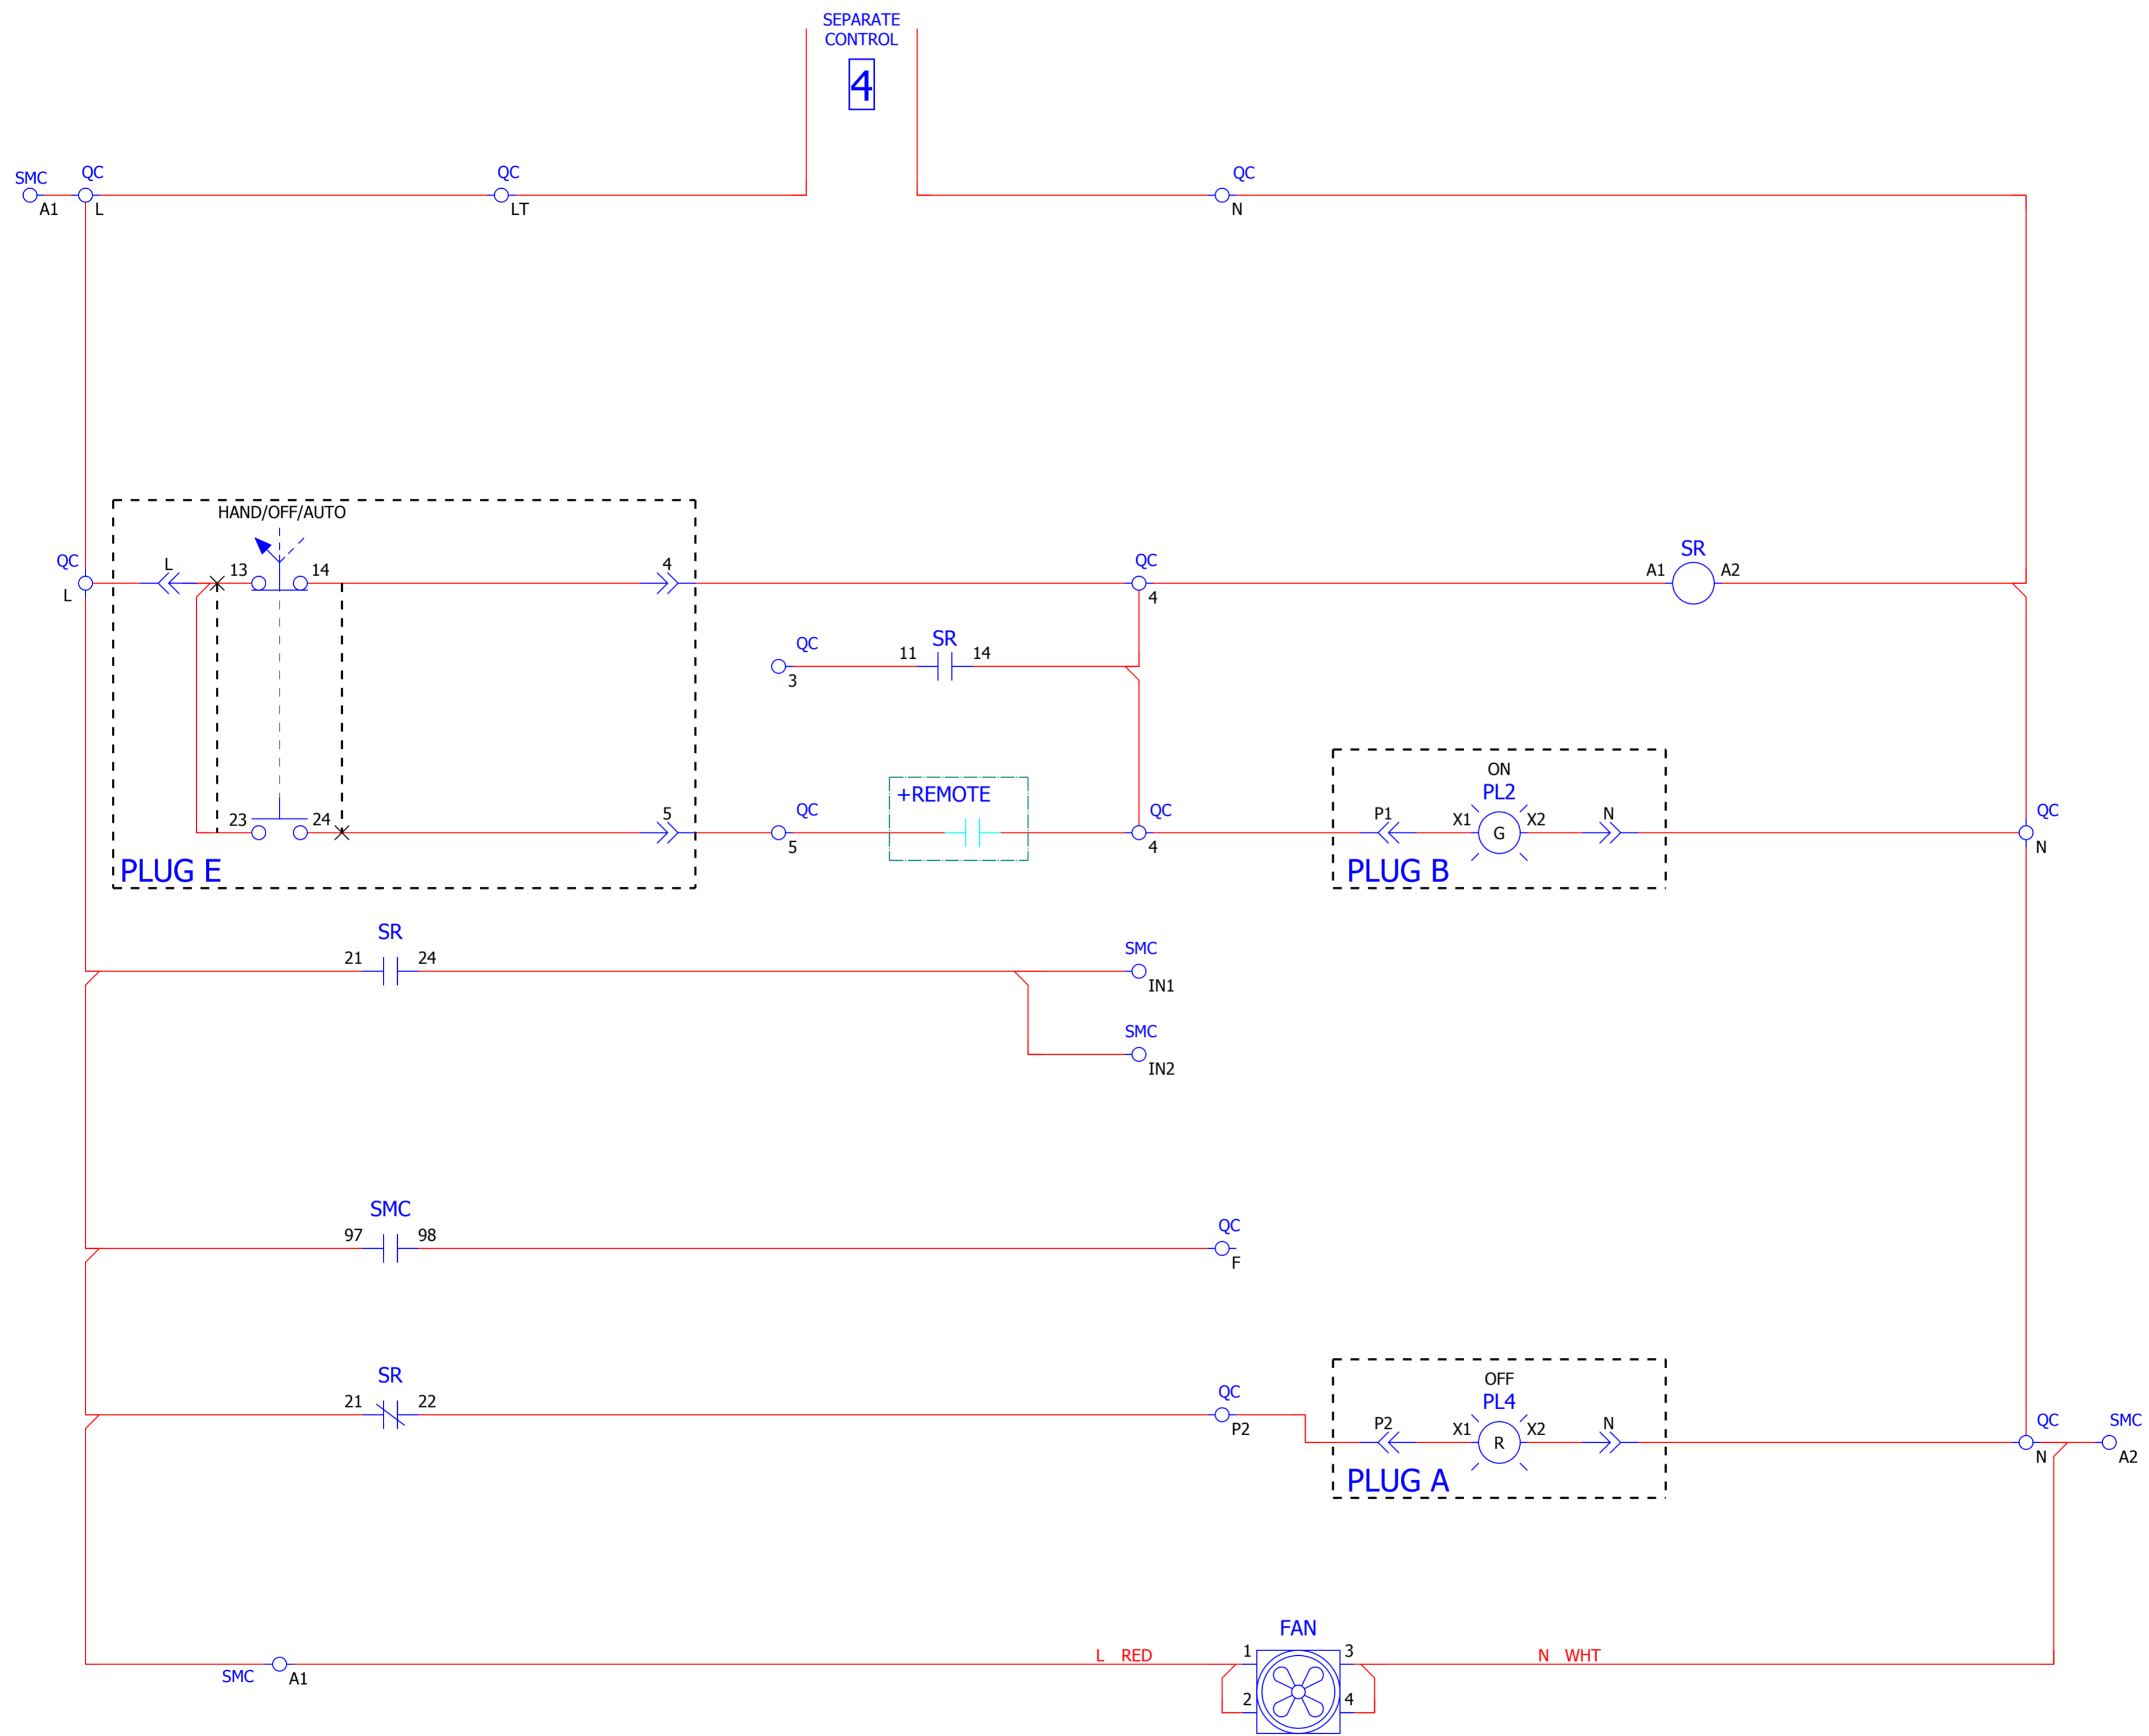 SEPARATE
CONTROL
4
SMC
A1
QC
L
QC
LT
QC
N
HAND/OFF/AUTO
QC
L
L
13
14
4
QC
4
SR
A1
A2
QC
3
SR
11
14
23
24
5
PLUG E
QC
5
+REMOTE
QC
4
ON
PL2
P1
X1
G
X2
N
PLUG B
QC
N
SR
21
24
SMC
IN1
SMC
IN2
SMC
97
98
QC
F
SR
21
22
QC
P2
OFF
PL4
P2
X1
R
X2
N
PLUG A
QC
N
SMC
A2
SMC
A1
L RED
FAN
1
3
2
4
N WHT